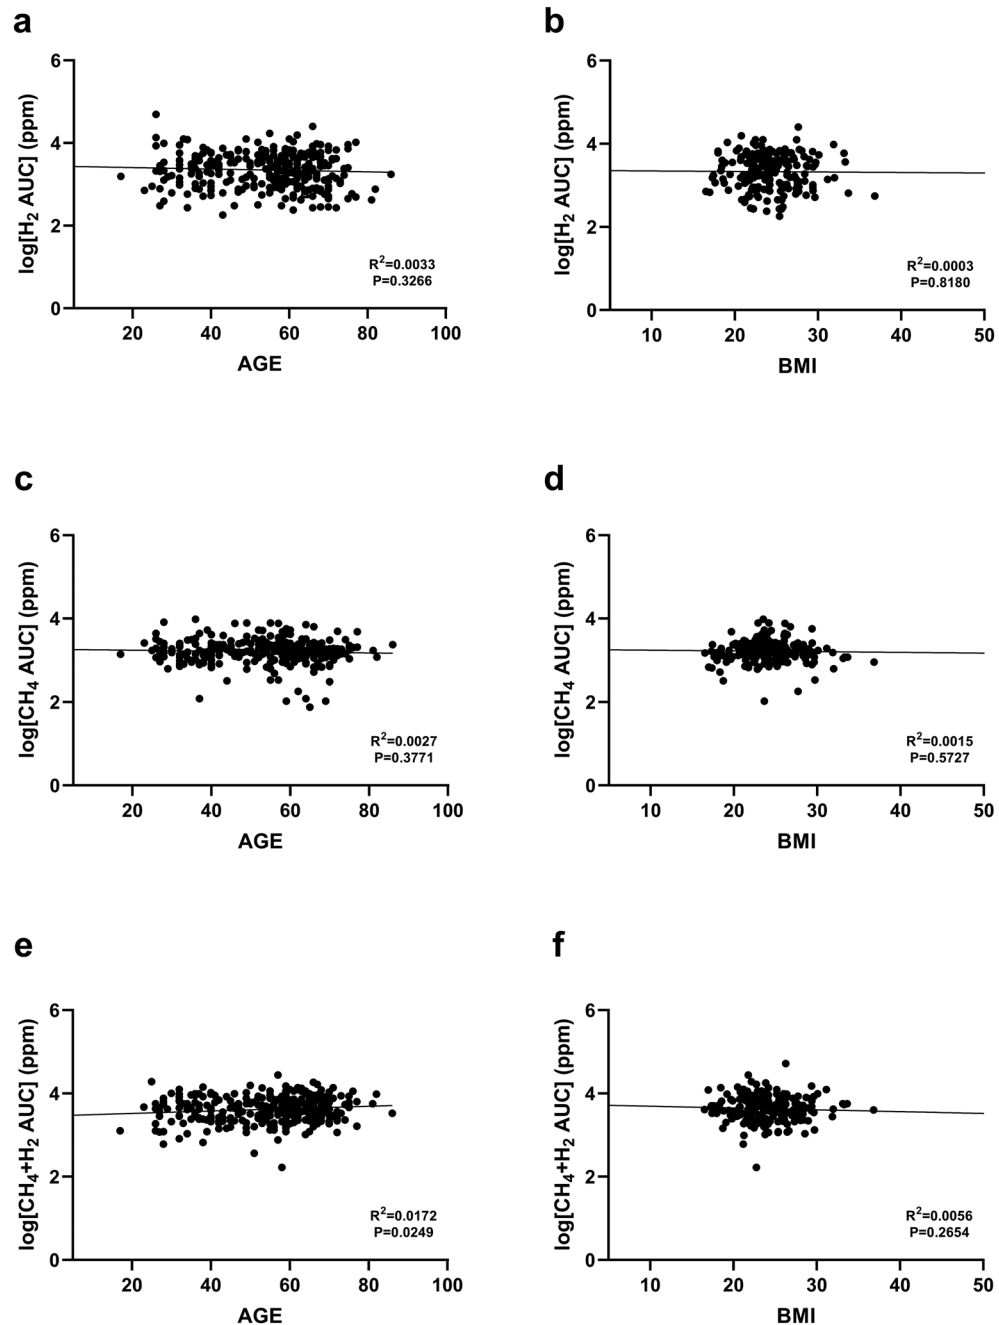 a
log[H₂ AUC] (ppm)
6
4
2
0
20 40 60 80 100
AGE
R²=0.0033
P=0.3266
b
log[H₂ AUC] (ppm)
6
4
2
0
10 20 30 40 50
BMI
R²=0.0003
P=0.8180
c
log[CH₄ AUC] (ppm)
6
4
2
0
20 40 60 80 100
AGE
R²=0.0027
P=0.3771
d
log[CH₄ AUC] (ppm)
6
4
2
0
10 20 30 40 50
BMI
R²=0.0015
P=0.5727
e
log[CH₄+H₂ AUC] (ppm)
6
4
2
0
20 40 60 80 100
AGE
R²=0.0172
P=0.0249
f
log[CH₄+H₂ AUC] (ppm)
6
4
2
0
10 20 30 40 50
BMI
R²=0.0056
P=0.2654